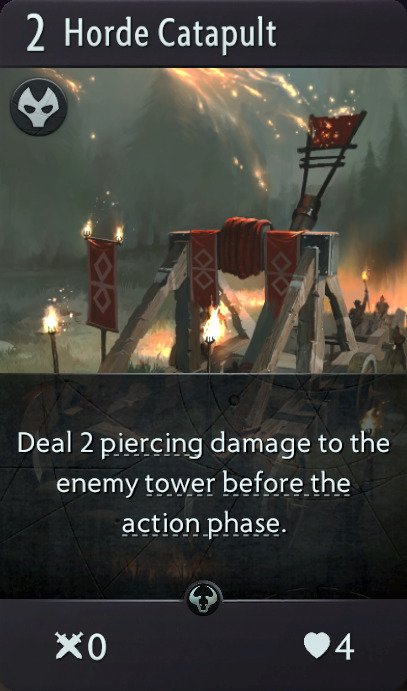 2 Horde Catapult
Deal 2 piercing damage to the
enemy tower before the
action phase.
0 4